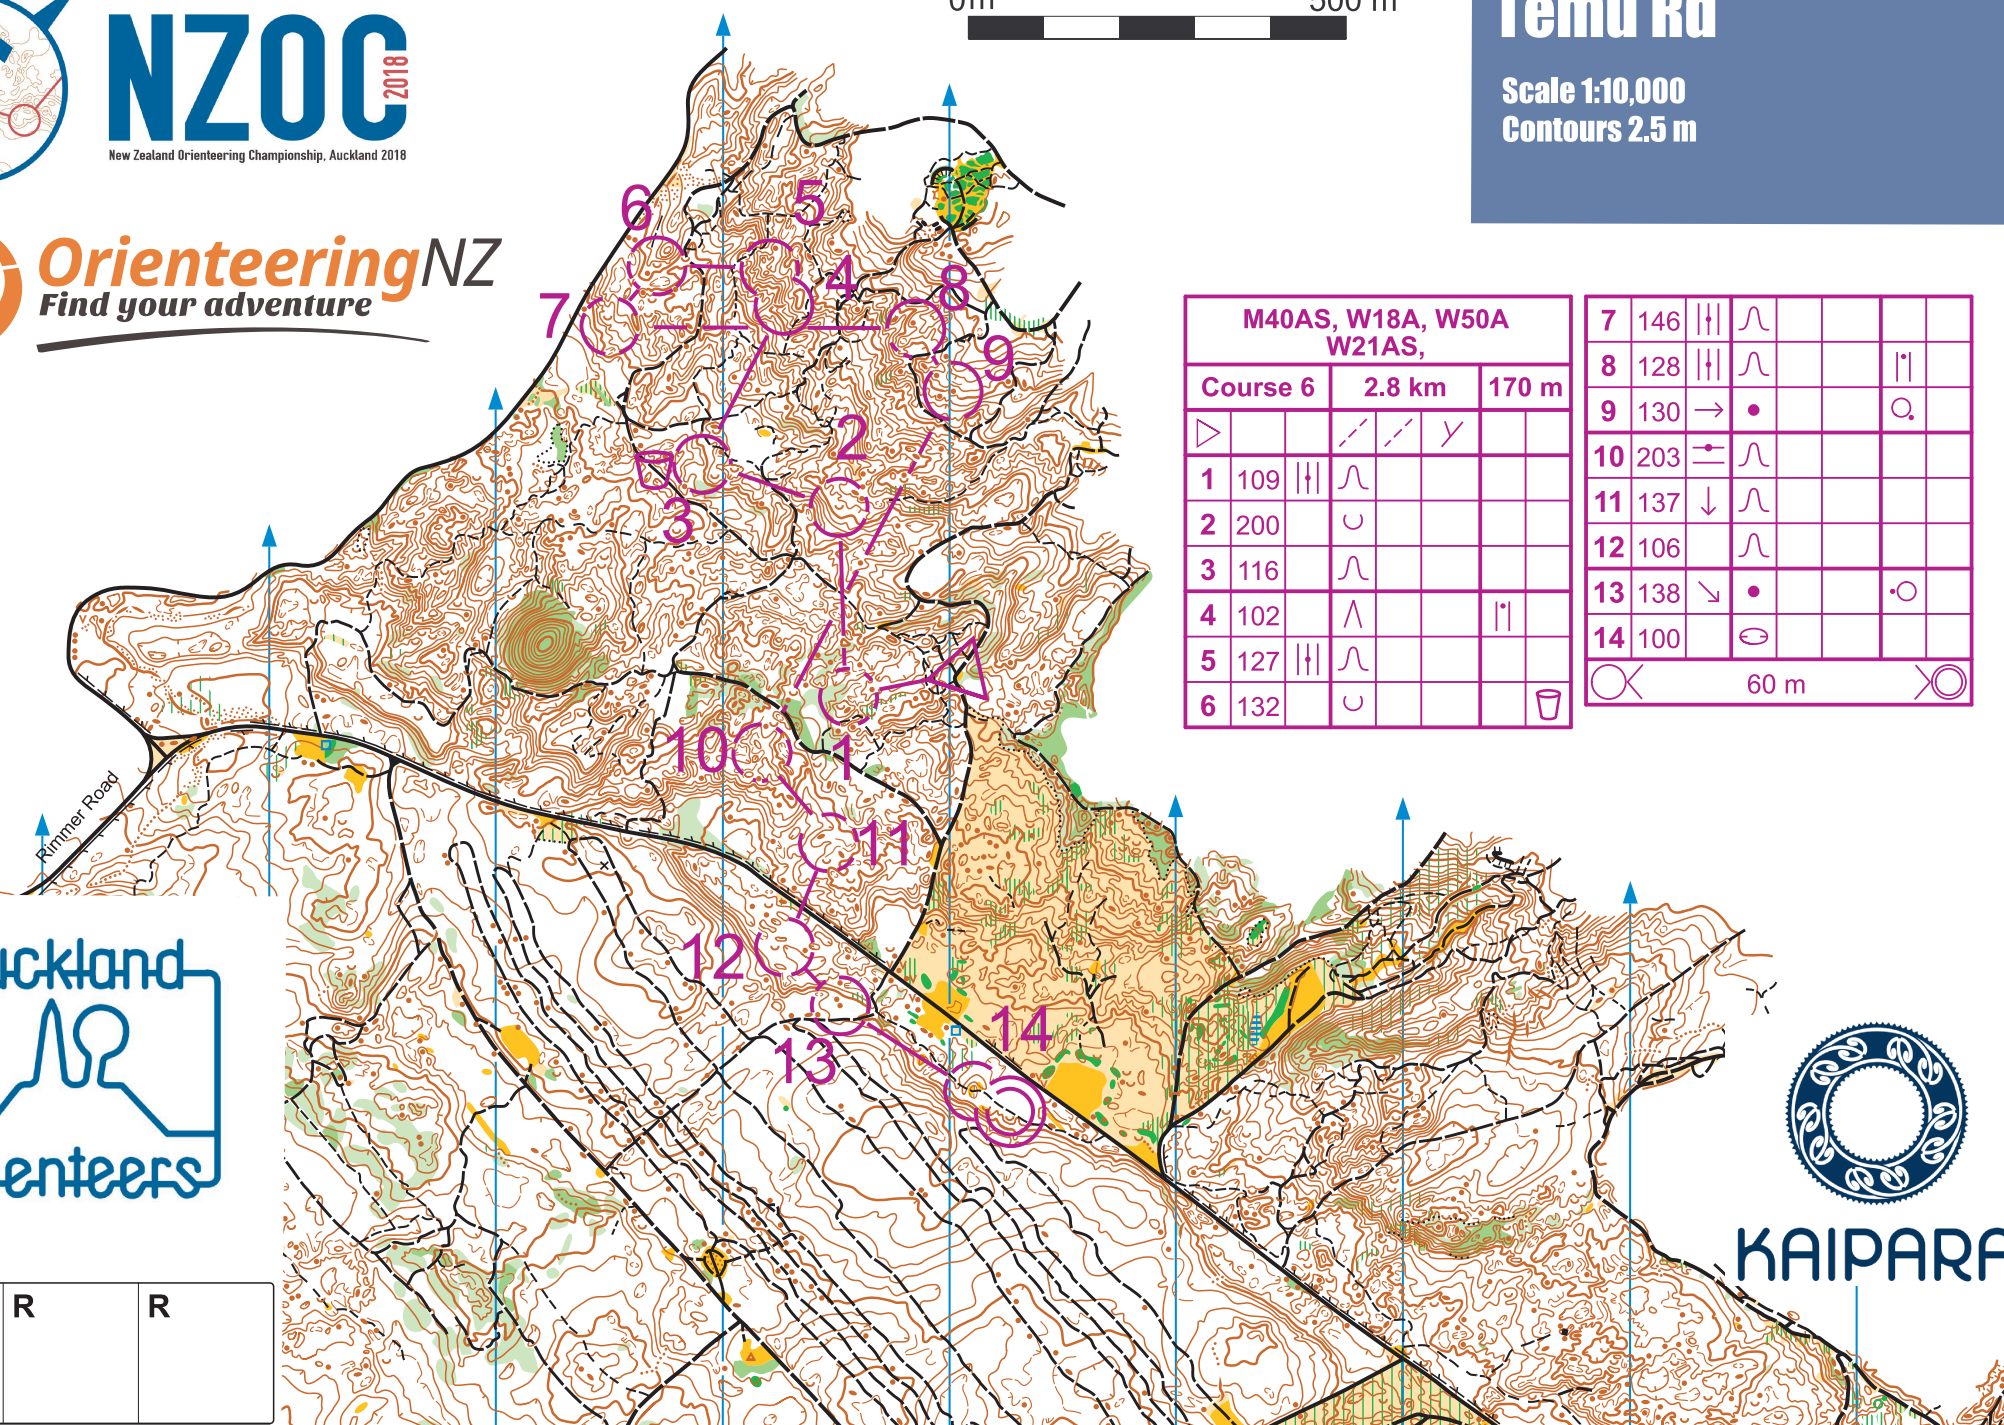 0m 500 m
Temu Rd
Scale 1:10,000
Contours 2.5 m
NZOC 2018
New Zealand Orienteering Championship, Auckland 2018
OrienteeringNZ
Find your adventure
M40AS, W18A, W50A
W21AS,
Course 6 2.8 km 170 m
1 109
2 200
3 116
4 102
5 127
6 132
7 146
8 128
9 130
10 203
11 137
12 106
13 138
14 100
60 m
6
5
4
7
8
9
2
3
10
1
11
12
14
13
Rimmer Road
KAIPARA
R R